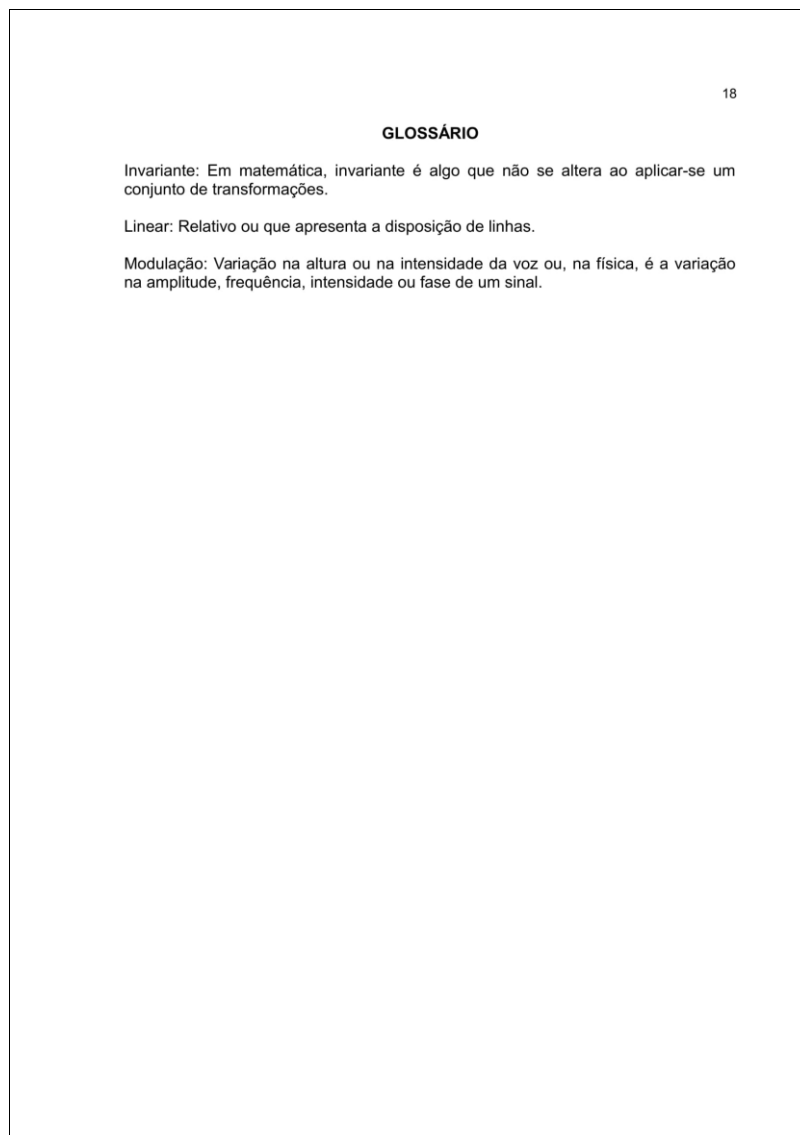 18
GLOSSÁRIO
Invariante: Em matemática, invariante é algo que não se altera ao aplicar-se um
conjunto de transformações.
Linear: Relativo ou que apresenta a disposição de linhas.
Modulação: Variação na altura ou na intensidade da voz ou, na física, é a variação
na amplitude, frequência, intensidade ou fase de um sinal.